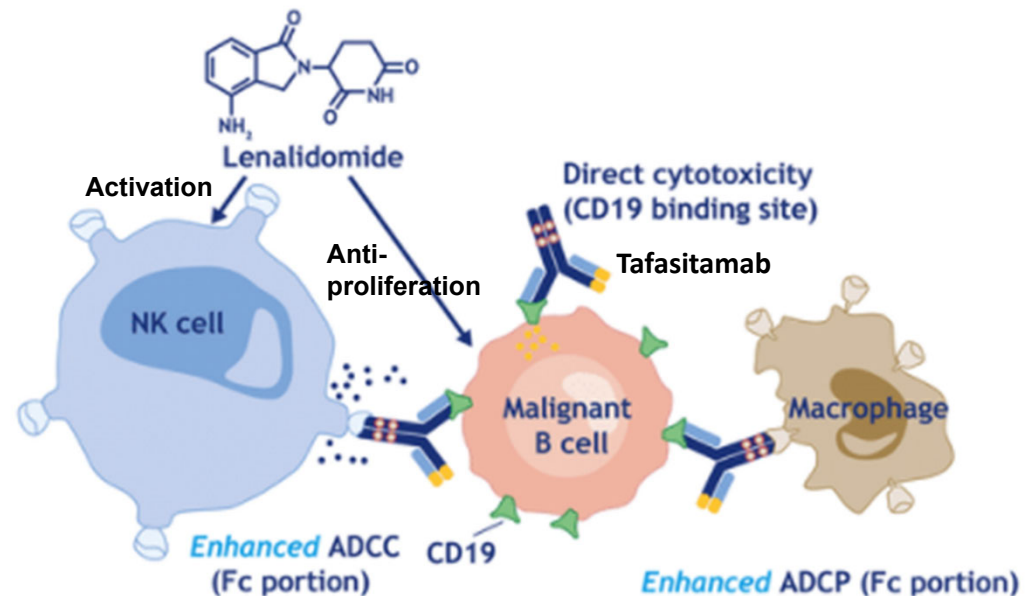 O
N
O
NH
O
NH2
Lenalidomide
Activation
Direct cytotoxicity
(CD19 binding site)
Anti-
proliferation
Tafasitamab
NK cell
Malignant
B cell
Macrophage
Enhanced ADCC
(Fc portion)
CD19
Enhanced ADCP (Fc portion)